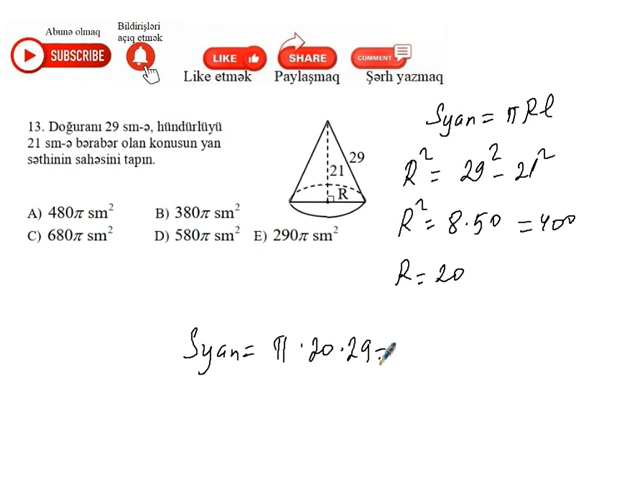 Abunə olmaq
Bildirişləri
açıq etmək
SUBSCRIBE
LIKE
SHARE
COMMENT
Like etmək
Paylaşmaq
Şərh yazmaq
13. Doğuranı 29 sm-ə, hündürlüyü
21 sm-ə bərabər olan konusun yan
səthinin sahəsini tapın.
29
21
R
A) 480π sm²
B) 380π sm²
C) 680π sm²
D) 580π sm²
E) 290π sm²
Syan = πRℓ
R² = 29² - 21²
R² = 8·50 = 400
R = 20
Syan = π·20·29=